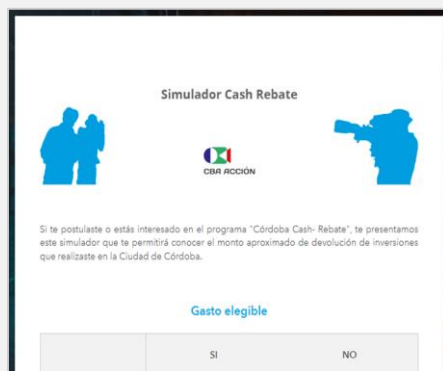 Simulador Cash Rebate
CBA ACCIÓN
Si te postulaste o estás interesado en el programa "Córdoba Cash- Rebate", te presentamos
este simulador que te permitirá conocer el monto aproximado de devolución de inversiones
que realizaste en la Ciudad de Córdoba.
Gasto elegible
SI NO